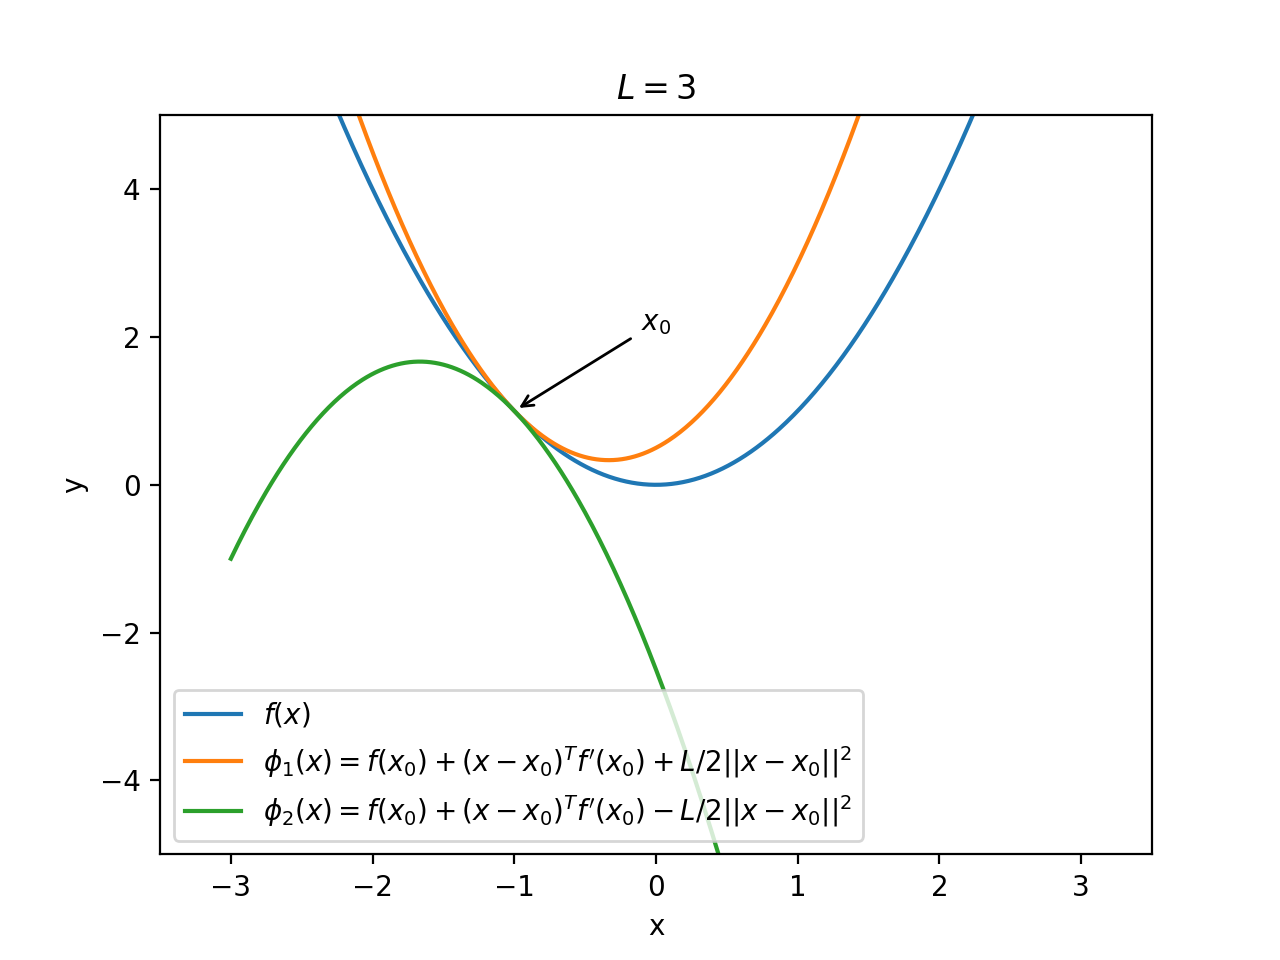 L = 3
4
2
0
−2
−4
y
x₀
f(x)
ϕ₁(x) = f(x₀) + (x − x₀)ᵀf′(x₀) + L/2||x − x₀||²
ϕ₂(x) = f(x₀) + (x − x₀)ᵀf′(x₀) − L/2||x − x₀||²
−3 −2 −1 0 1 2 3
x